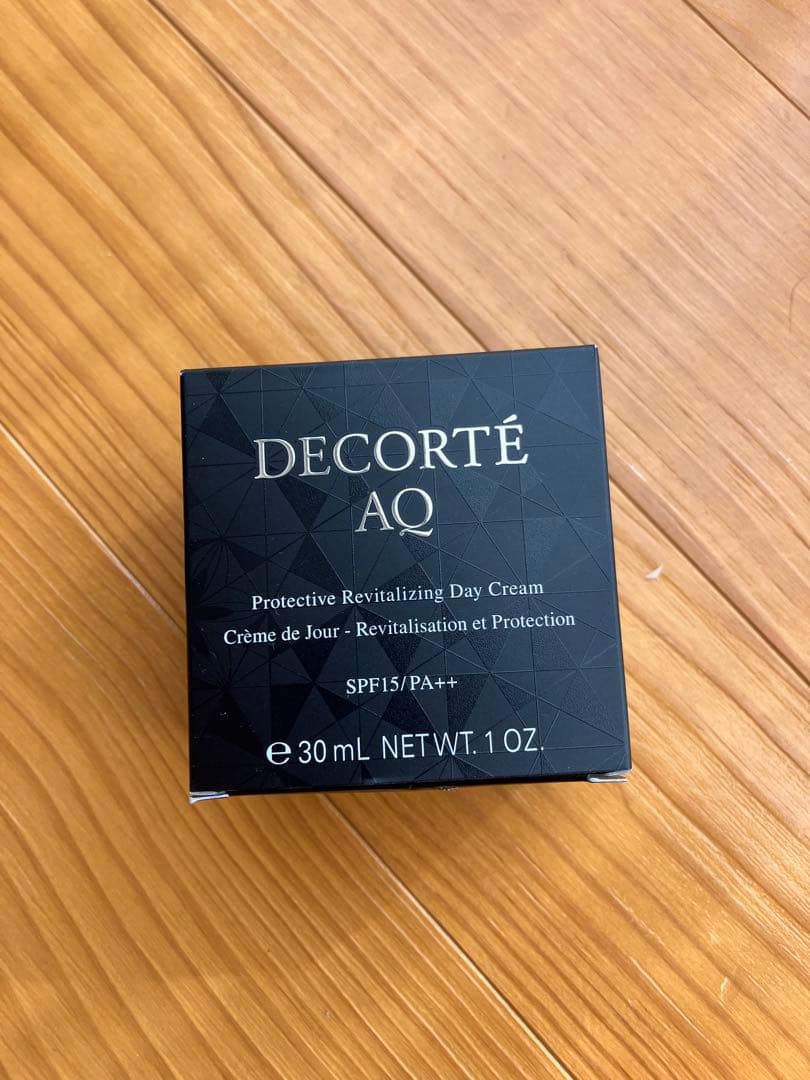 DECORTÉ
AQ
Protective Revitalizing Day Cream
Crème de Jour - Revitalisation et Protection
SPF15/PA++
℮ 30 mL NET WT. 1 OZ.